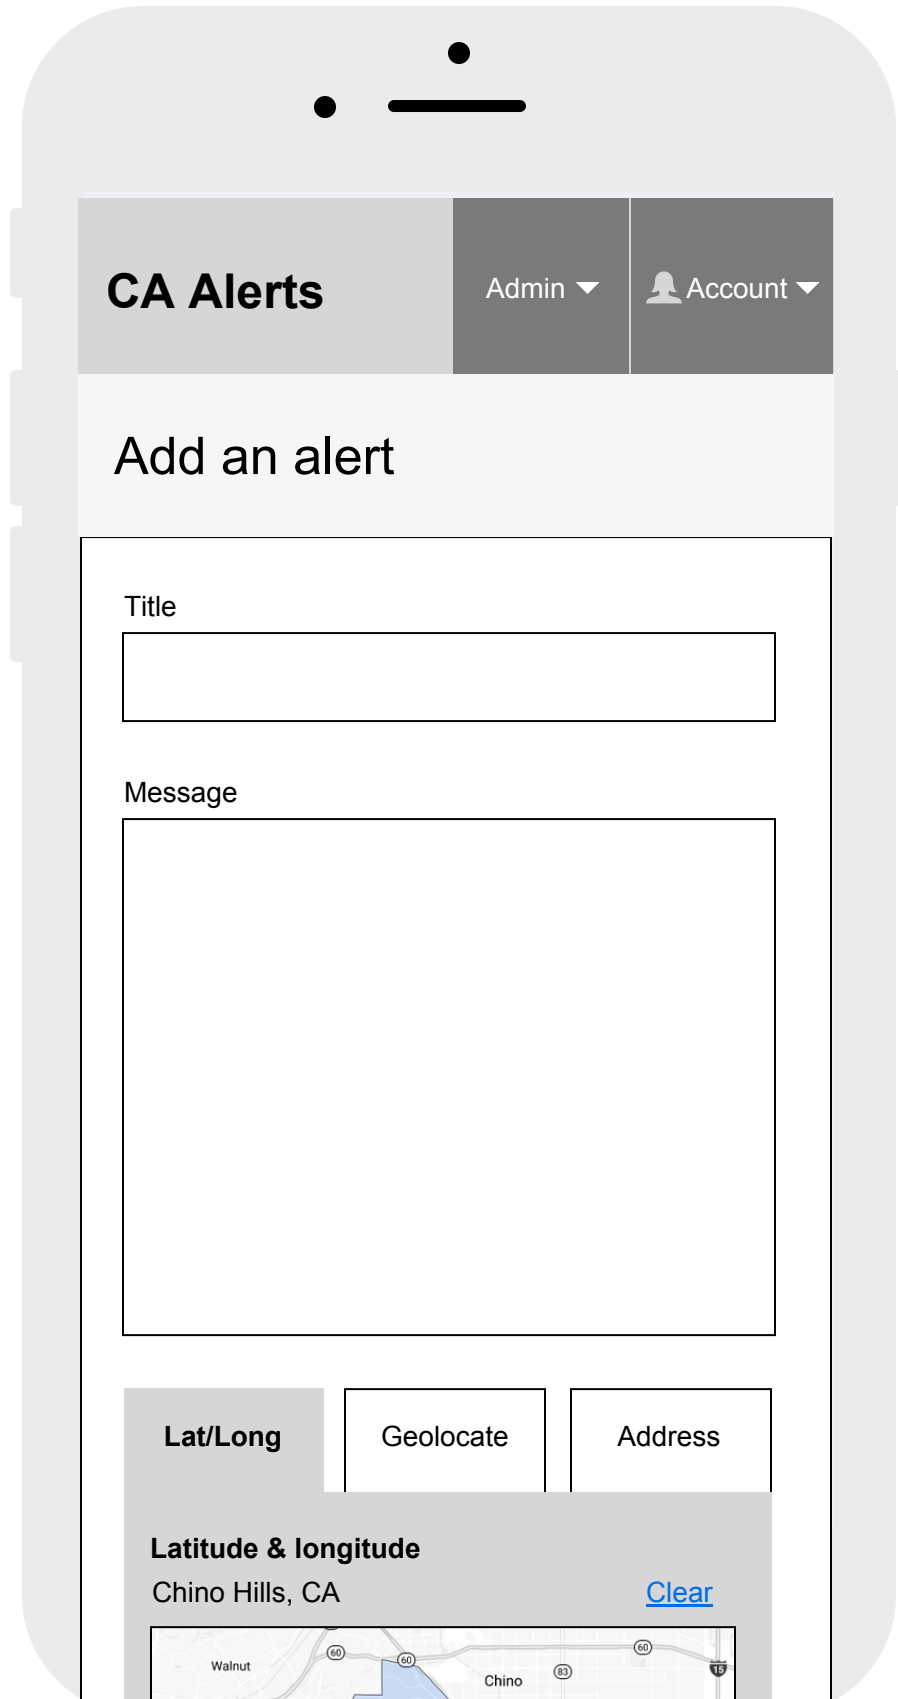 CA Alerts
Admin
Account
Add an alert
Title
Message
Lat/Long
Geolocate
Address
Latitude & longitude
Chino Hills, CA
Clear
60
60
60
Walnut
Chino
83
15